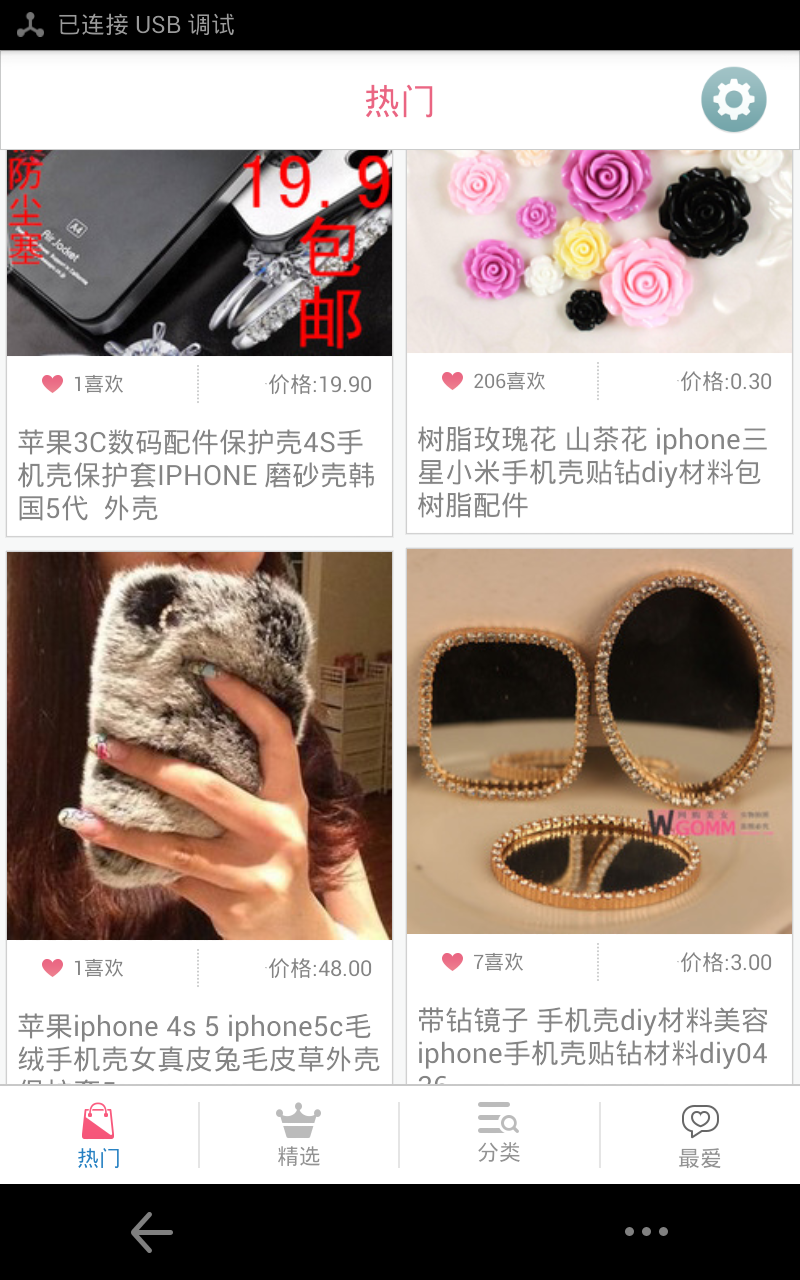 已连接 USB 调试
热门
防尘塞
19.9
包邮
A4
Air Jacket
1喜欢
价格:19.90
苹果3C数码配件保护壳4S手
机壳保护套IPHONE 磨砂壳韩
国5代 外壳
206喜欢
价格:0.30
树脂玫瑰花 山茶花 iphone三
星小米手机壳贴钻diy材料包
树脂配件
W-GOMM
1喜欢
价格:48.00
苹果iphone 4s 5 iphone5c毛
绒手机壳女真皮兔毛皮草外壳
7喜欢
价格:3.00
带钻镜子 手机壳diy材料美容
iphone手机壳贴钻材料diy04
热门
精选
分类
最爱